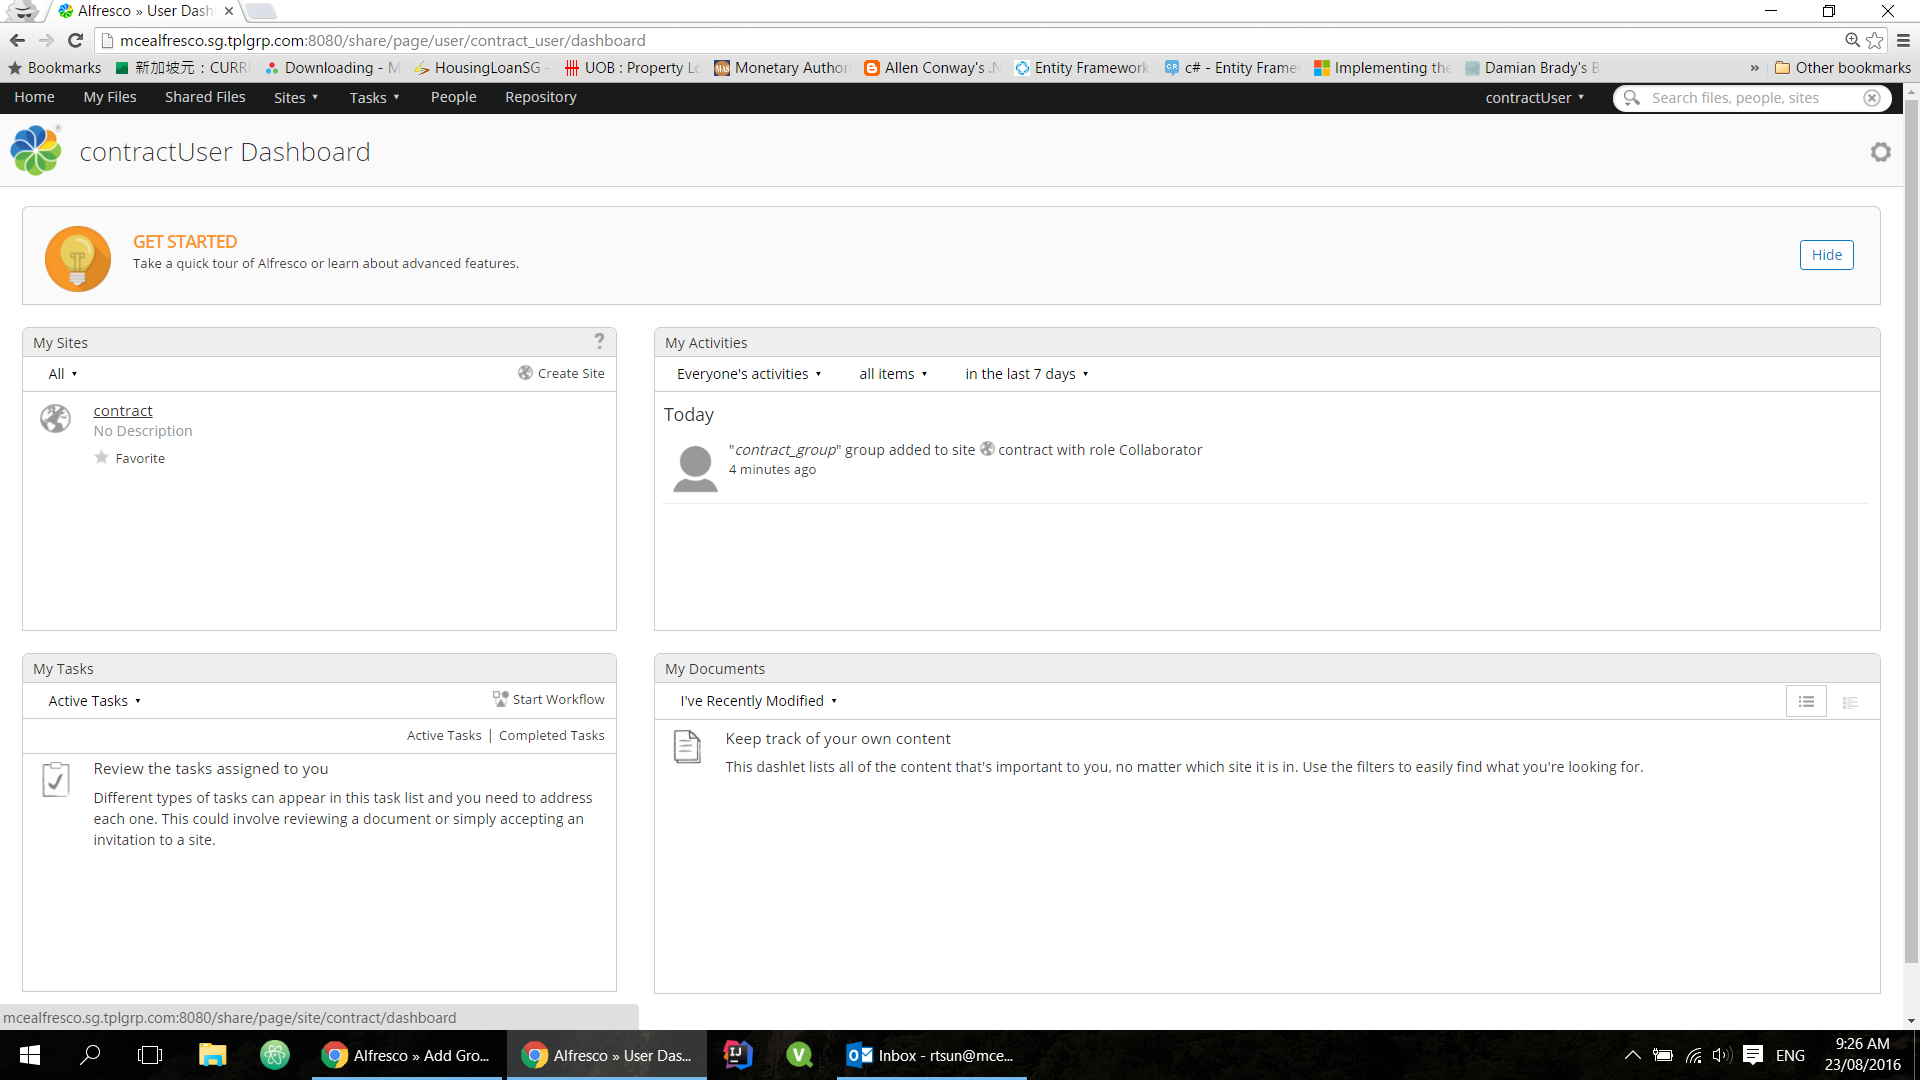 Alfresco » User Dash
mcealfresco.sg.tplgrp.com:8080/share/page/user/contract_user/dashboard
Bookmarks 新加坡元：CURR Downloading - M HousingLoanSG - UOB : Property Lo MAS Monetary Author Allen Conway's .N Entity Framework c# - Entity Frame Implementing the Damian Brady's B » Other bookmarks
Home My Files Shared Files Sites Tasks People Repository contractUser Search files, people, sites
contractUser Dashboard
GET STARTED
Take a quick tour of Alfresco or learn about advanced features.
Hide
My Sites ?
All Create Site
contract
No Description
Favorite
My Activities
Everyone's activities all items in the last 7 days
Today
"contract_group" group added to site contract with role Collaborator
4 minutes ago
My Tasks
Active Tasks Start Workflow
Active Tasks | Completed Tasks
Review the tasks assigned to you
Different types of tasks can appear in this task list and you need to address
each one. This could involve reviewing a document or simply accepting an
invitation to a site.
My Documents
I've Recently Modified
Keep track of your own content
This dashlet lists all of the content that's important to you, no matter which site it is in. Use the filters to easily find what you're looking for.
mcealfresco.sg.tplgrp.com:8080/share/page/site/contract/dashboard
Alfresco » Add Gro... Alfresco » User Das... IJ V Inbox - rtsun@mce... ENG 9:26 AM
23/08/2016